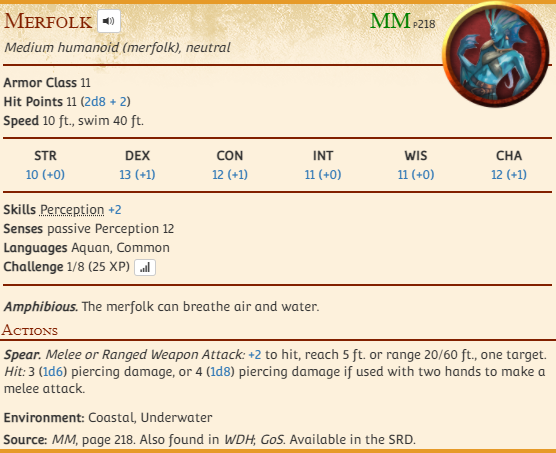 Merfolk
MM P218
Medium humanoid (merfolk), neutral
Armor Class 11
Hit Points 11 (2d8 + 2)
Speed 10 ft., swim 40 ft.
STR DEX CON INT WIS CHA
10 (+0) 13 (+1) 12 (+1) 11 (+0) 11 (+0) 12 (+1)
Skills Perception +2
Senses passive Perception 12
Languages Aquan, Common
Challenge 1/8 (25 XP)
Amphibious. The merfolk can breathe air and water.
Actions
Spear. Melee or Ranged Weapon Attack: +2 to hit, reach 5 ft. or range 20/60 ft., one target.
Hit: 3 (1d6) piercing damage, or 4 (1d8) piercing damage if used with two hands to make a
melee attack.
Environment: Coastal, Underwater
Source: MM, page 218. Also found in WDH; GoS. Available in the SRD.